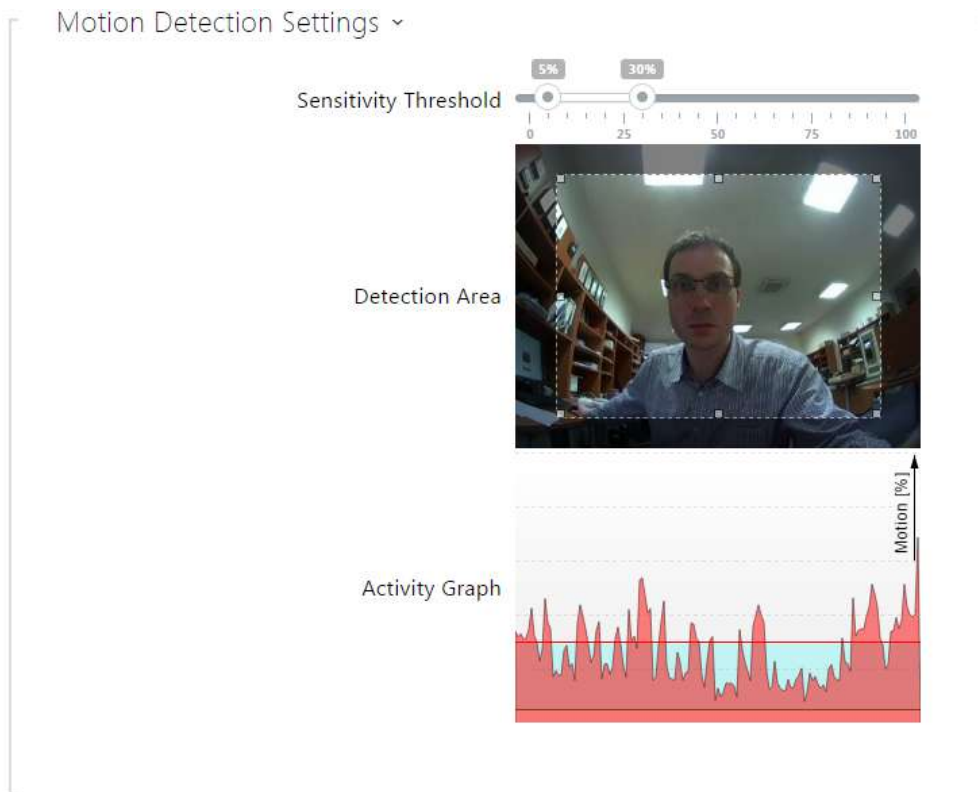 Motion Detection Settings
5% 30%
Sensitivity Threshold
0 25 50 75 100
Detection Area
Motion [%]
Activity Graph